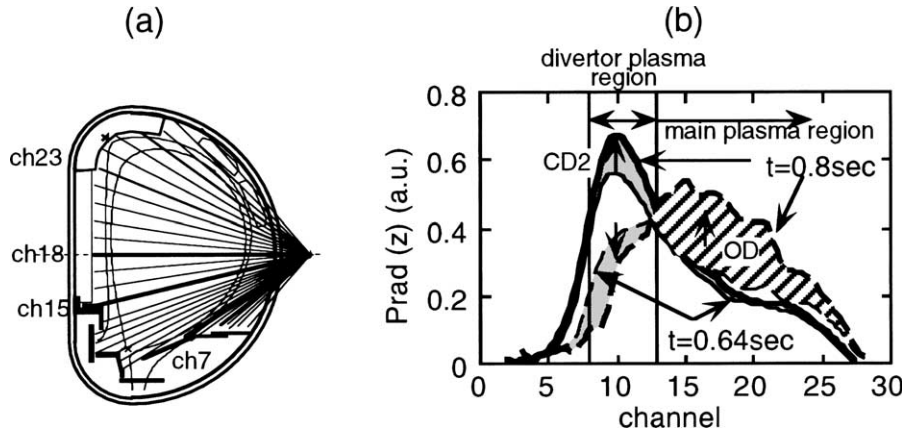 (a)
(b)
ch23
ch18
ch15
ch7
divertor plasma
region
main plasma region
CD2
t=0.8sec
OD
t=0.64sec
Prad (z) (a.u.)
0.8
0.6
0.4
0.2
0
0 5 10 15 20 25 30
channel